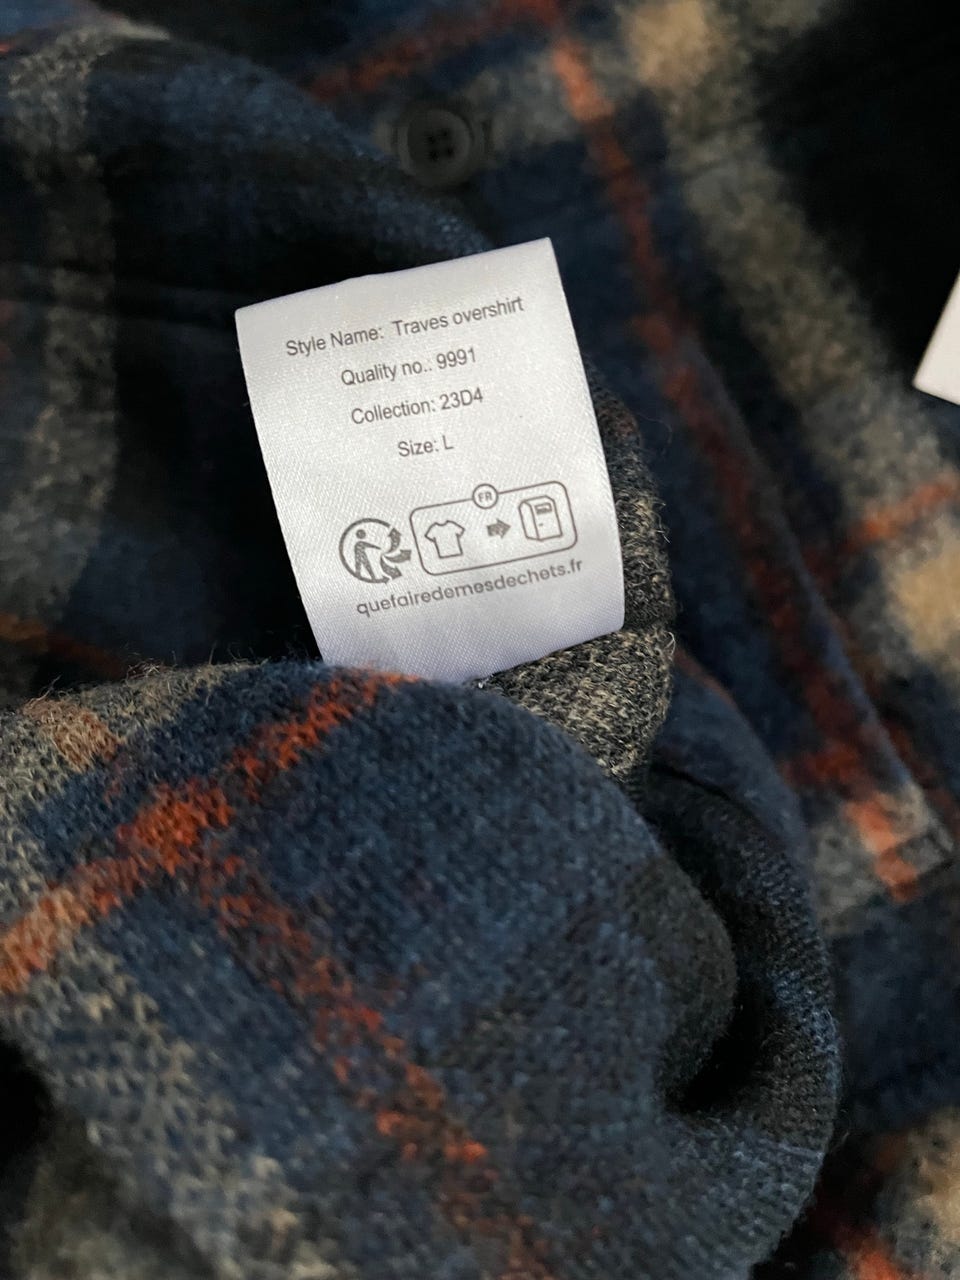 Style Name: Traves overshirt
Quality no.: 9991
Collection: 23D4
Size: L
FR
quefairedemesdechets.fr